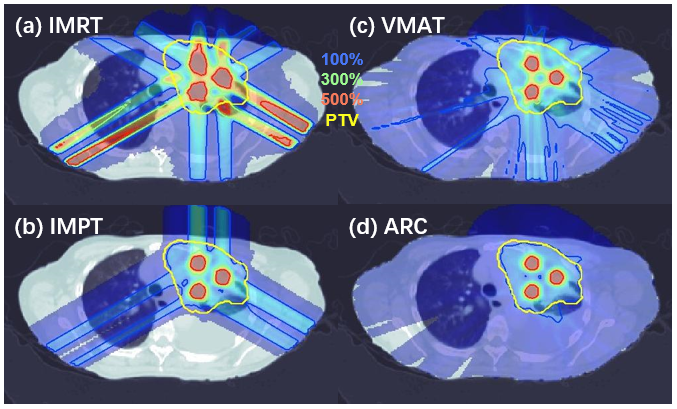 (a) IMRT
(c) VMAT
100%
300%
500%
PTV
(b) IMPT
(d) ARC